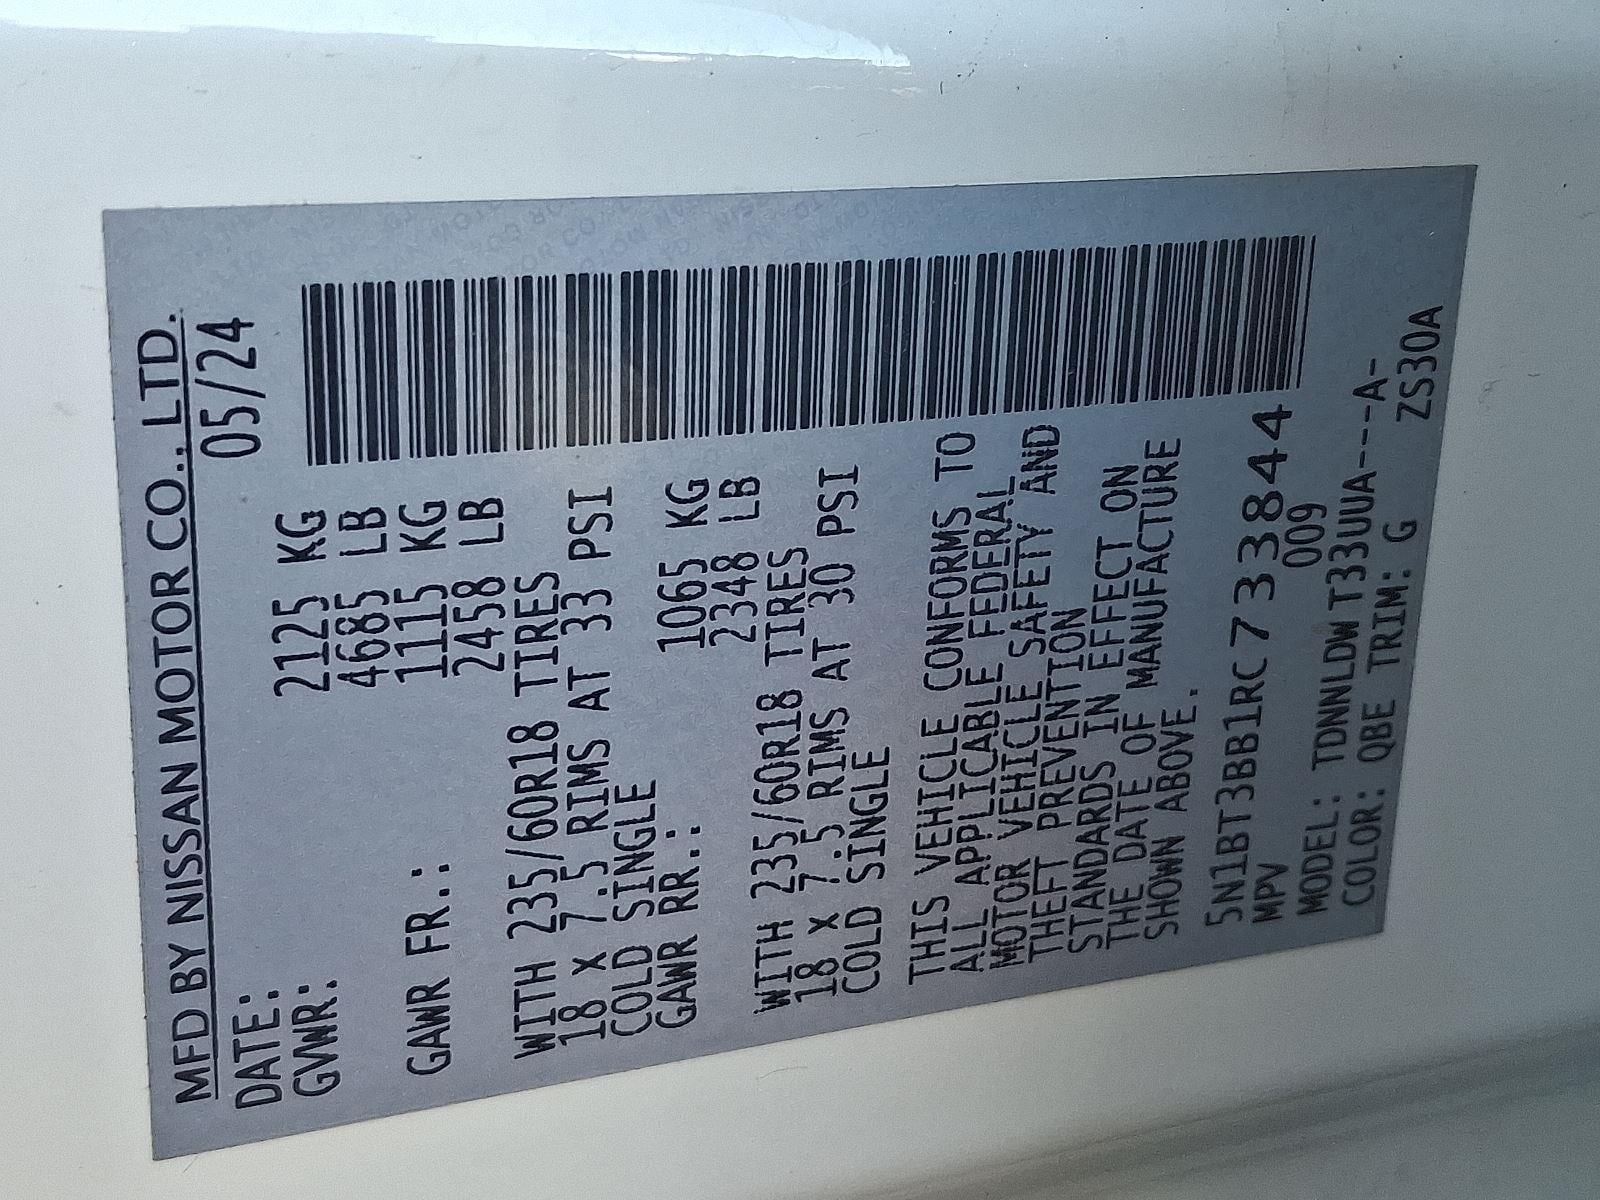 MFD BY NISSAN MOTOR CO., LTD.
DATE: 05/24
GVWR: 2125 KG
4685 LB
GAWR FR.: 1115 KG
2458 LB
WITH 235/60R18 TIRES
18 X 7.5 RIMS AT 33 PSI
COLD SINGLE
GAWR RR.: 1065 KG
2348 LB
WITH 235/60R18 TIRES
18 X 7.5 RIMS AT 30 PSI
COLD SINGLE
THIS VEHICLE CONFORMS TO
ALL APPLICABLE FEDERAL
MOTOR VEHICLE SAFETY AND
THEFT PREVENTION
STANDARDS IN EFFECT ON
THE DATE OF MANUFACTURE
SHOWN ABOVE.
5N1BT3BB1RC733844
MPV 009
MODEL: TDNNLDWT33UUA---A-
COLOR: QBE TRIM: G ZS30A